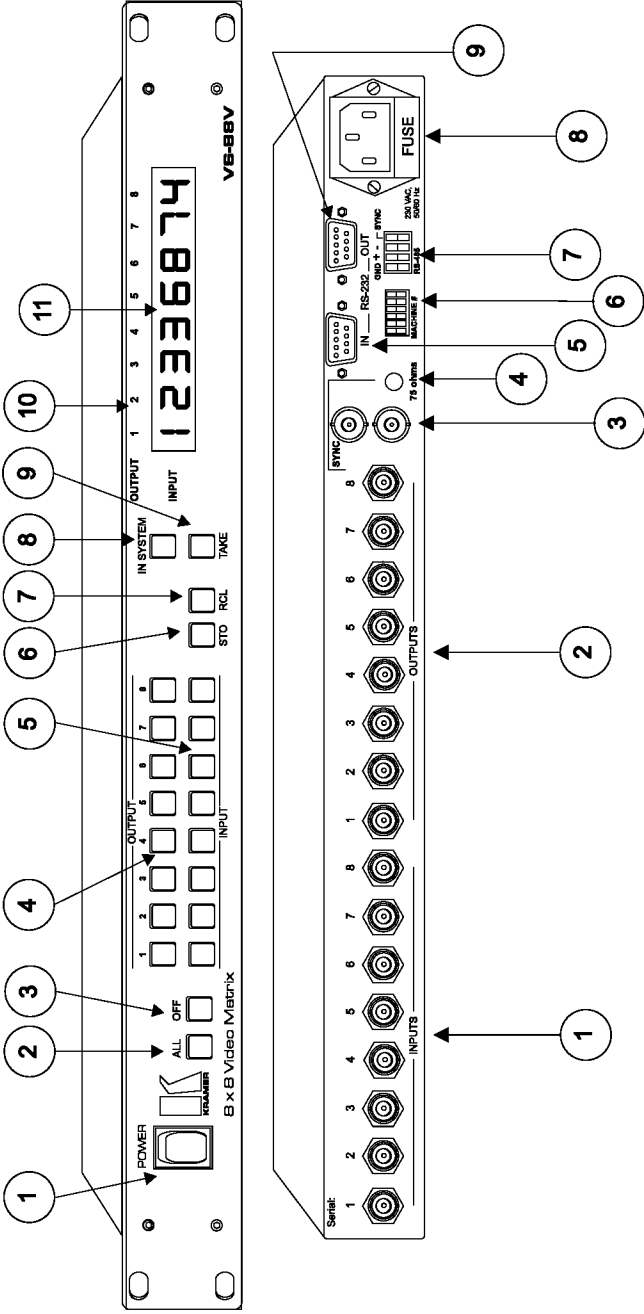 1
2
3
4
5
6
7
8
9
10
11
POWER
KRAMER
8 x 8 Video Matrix
ALL
OFF
OUTPUT
1 2 3 4 5 6 7 8
INPUT
STO
RCL
IN SYSTEM
TAKE
OUTPUT 1 2 3 4 5 6 7 8
INPUT
VS-88V
Serial:
1 2 3 4 5 6 7 8
INPUTS
1 2 3 4 5 6 7 8
OUTPUTS
SYNC
75 ohms
IN
RS-232
OUT
MACHINE #
GND + - SYNC
RS-485
230 VAC,
50/60 Hz
FUSE
1
2
3
4
5
6
7
8
9